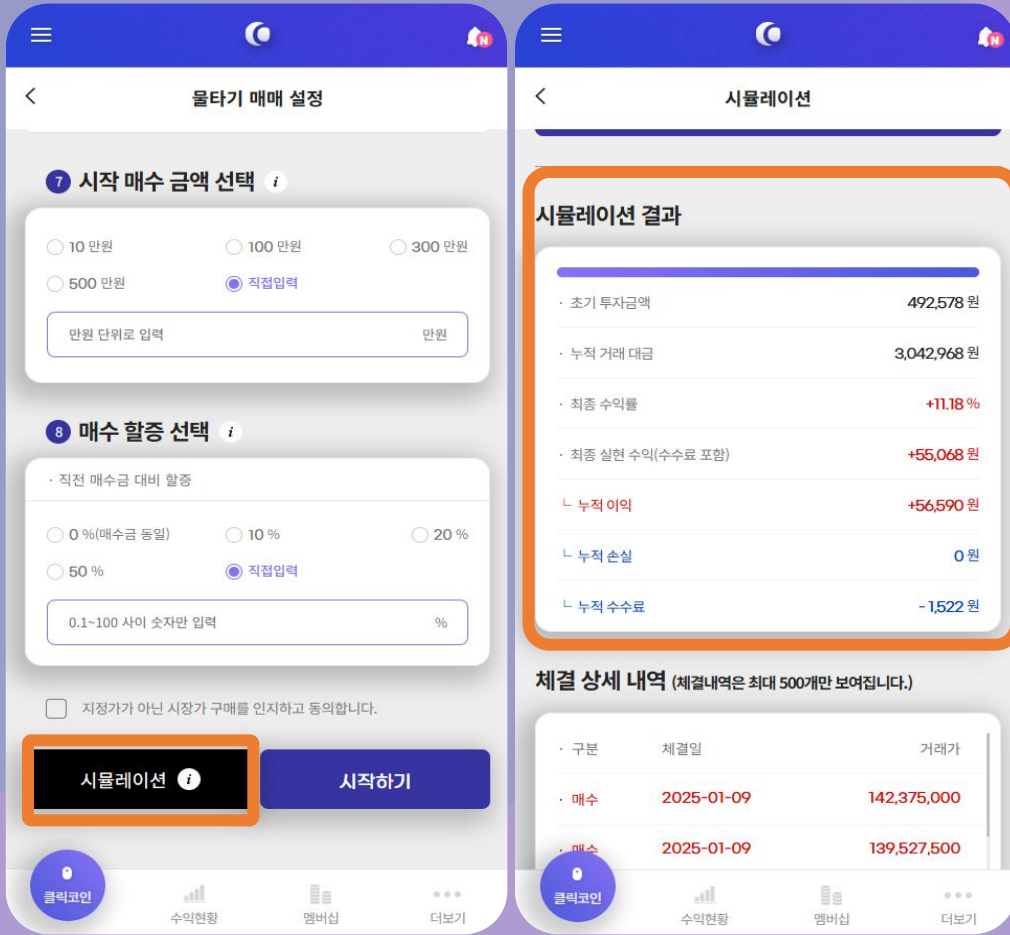 N
물타기 매매 설정
7 시작 매수 금액 선택 i
10 만원 100 만원 300 만원
500 만원 직접입력
만원 단위로 입력 만원
8 매수 할증 선택 i
· 직전 매수금 대비 할증
0 %(매수금 동일) 10 % 20 %
50 % 직접입력
0.1~100 사이 숫자만 입력 %
지정가가 아닌 시장가 구매를 인지하고 동의합니다.
시뮬레이션 i 시작하기
클릭코인 수익현황 멤버십 더보기
N
시뮬레이션
시뮬레이션 결과
· 초기 투자금액 492,578 원
· 누적 거래 대금 3,042,968 원
· 최종 수익률 +11.18 %
· 최종 실현 수익(수수료 포함) +55,068 원
ㄴ 누적 이익 +56,590 원
ㄴ 누적 손실 0 원
ㄴ 누적 수수료 - 1,522 원
체결 상세 내역 (체결내역은 최대 500개만 보여집니다.)
· 구분 체결일 거래가
· 매수 2025-01-09 142,375,000
· 매수 2025-01-09 139,527,500
클릭코인 수익현황 멤버십 더보기